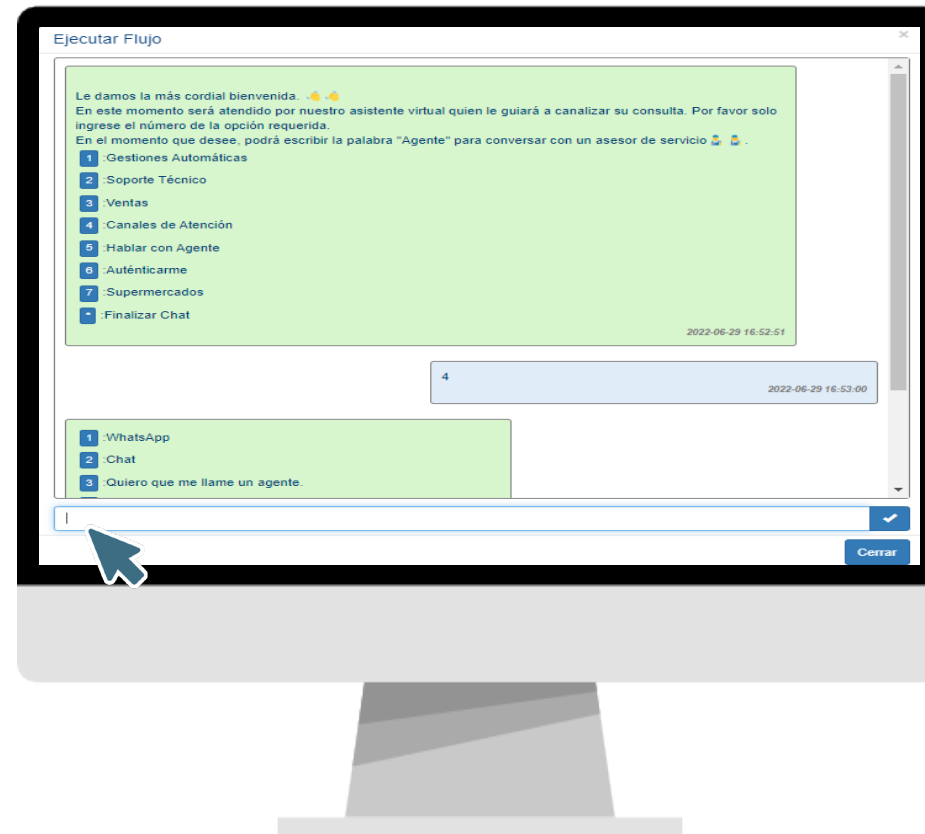 Ejecutar Flujo
×
Le damos la más cordial bienvenida. 👋 👋
En este momento será atendido por nuestro asistente virtual quien le guiará a canalizar su consulta. Por favor solo
ingrese el número de la opción requerida.
En el momento que desee, podrá escribir la palabra "Agente" para conversar con un asesor de servicio .
1 :Gestiones Automáticas
2 :Soporte Técnico
3 :Ventas
4 :Canales de Atención
5 :Hablar con Agente
6 :Auténticarme
7 :Supermercados
* :Finalizar Chat
2022-06-29 16:52:51
4
2022-06-29 16:53:00
1 :WhatsApp
2 :Chat
3 :Quiero que me llame un agente.
Cerrar